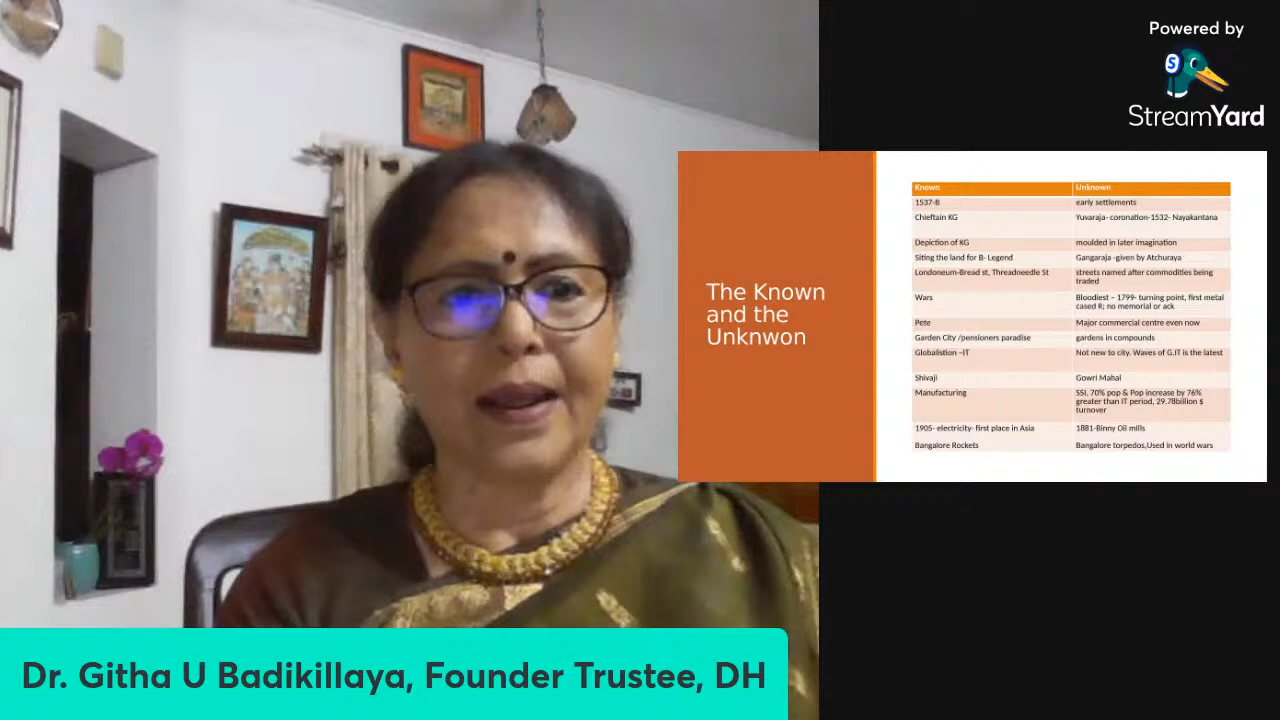 Powered by
S
StreamYard
The Known
and the
Unknwon
Known Unknown
1537-B early settlements
Chieftain KG Yuvaraja- coronation-1532- Nayakantana
Depiction of KG moulded in later imagination
Siting the land for B- Legend Gangaraja -given by Atchuraya
Londoneum-Bread st, Threadneedle St streets named after commodities being
traded
Wars Bloodiest – 1799- turning point, first metal
cased R; no memorial or ack
Pete Major commercial centre even now
Garden City /pensioners paradise gardens in compounds
Globalistion –IT Not new to city. Waves of G.IT is the latest
Shivaji Gowri Mahal
Manufacturing SSI, 70% pop & Pop increase by 76%
greater than IT period, 29.78billion $
turnover
1905- electricity- first place in Asia 1881-Binny Oil mills
Bangalore Rockets Bangalore torpedos,Used in world wars
Dr. Githa U Badikillaya, Founder Trustee, DH